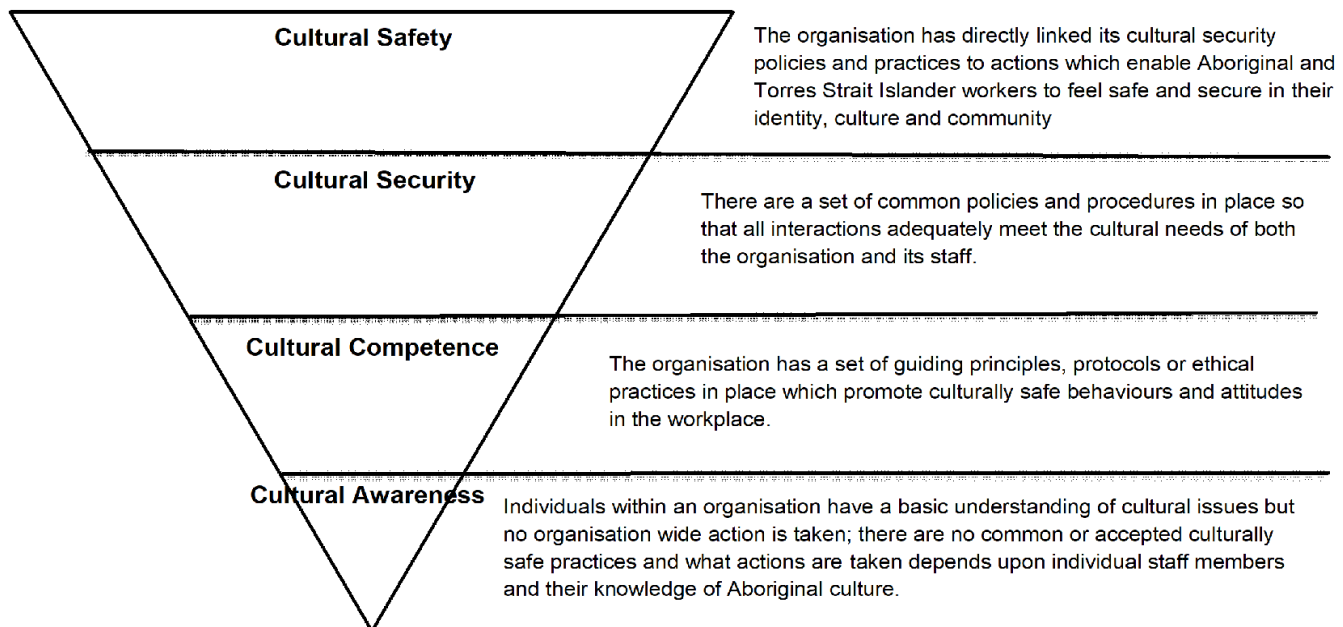 Cultural Safety
The organisation has directly linked its cultural security
policies and practices to actions which enable Aboriginal and
Torres Strait Islander workers to feel safe and secure in their
identity, culture and community
Cultural Security
There are a set of common policies and procedures in place so
that all interactions adequately meet the cultural needs of both
the organisation and its staff.
Cultural Competence
The organisation has a set of guiding principles, protocols or ethical
practices in place which promote culturally safe behaviours and attitudes
in the workplace.
Cultural Awareness
Individuals within an organisation have a basic understanding of cultural issues but
no organisation wide action is taken; there are no common or accepted culturally
safe practices and what actions are taken depends upon individual staff members
and their knowledge of Aboriginal culture.